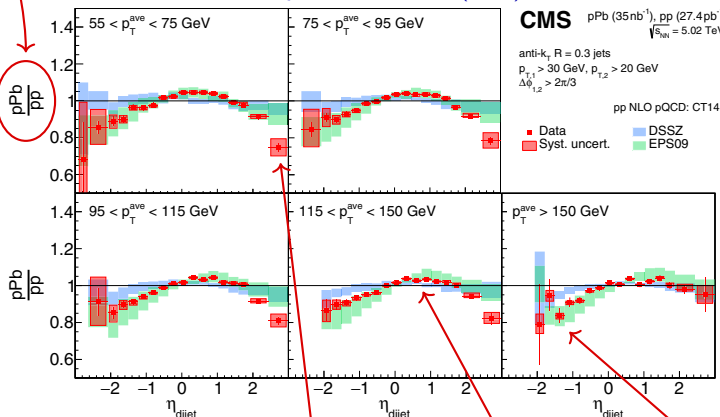 55 < p_T^ave < 75 GeV
75 < p_T^ave < 95 GeV
CMS
pPb (35 nb⁻¹), pp (27.4 pb⁻
√s_NN = 5.02 TeV
anti-k_T R = 0.3 jets
p_T,1 > 30 GeV, p_T,2 > 20 GeV
Δϕ_1,2 > 2π/3
pp NLO pQCD: CT14
Data
DSSZ
Syst. uncert.
EPS09
pPb
pp
1.4
1.2
1
0.8
0.6
95 < p_T^ave < 115 GeV
115 < p_T^ave < 150 GeV
p_T^ave > 150 GeV
pPb
pp
1.4
1.2
1
0.8
0.6
−2 −1 0 1 2
−2 −1 0 1 2
−2 −1 0 1 2 3
η_dijet
η_dijet
η_dijet